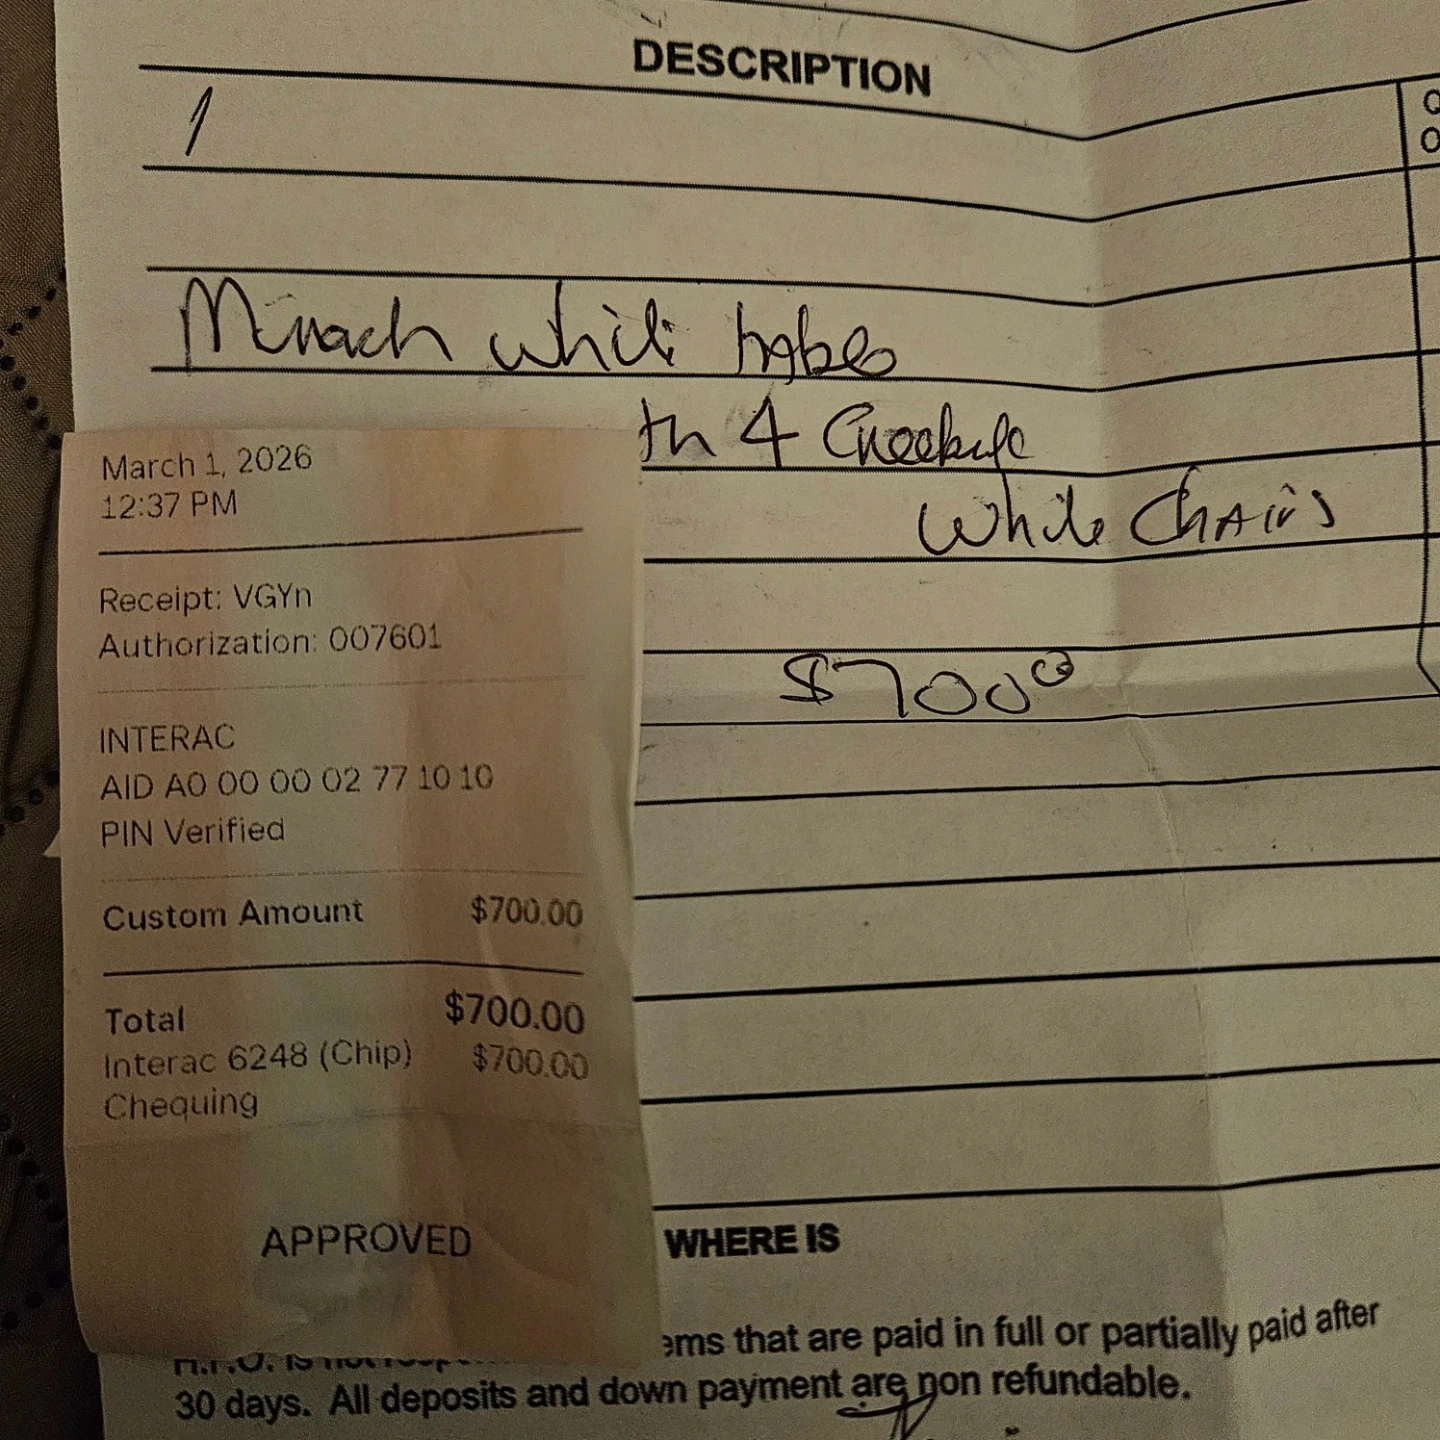 DESCRIPTION
1
Q
O
while
4
while Chairs
$700
March 1, 2026
12:37 PM
Receipt: VGYn
Authorization: 007601
INTERAC
AID A0 00 00 02 77 10 10
PIN Verified
Custom Amount $700.00
Total $700.00
Interac 6248 (Chip) $700.00
Chequing
APPROVED
WHERE IS
ems that are paid in full or partially paid after
30 days. All deposits and down payment are non refundable.